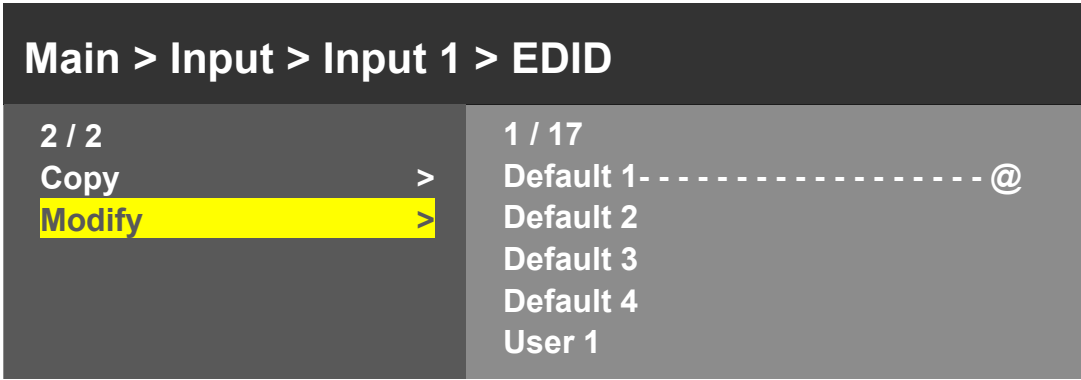 Main > Input > Input 1 > EDID
2 / 2
Copy >
Modify >
1 / 17
Default 1- - - - - - - - - - - - - - - - - - @
Default 2
Default 3
Default 4
User 1